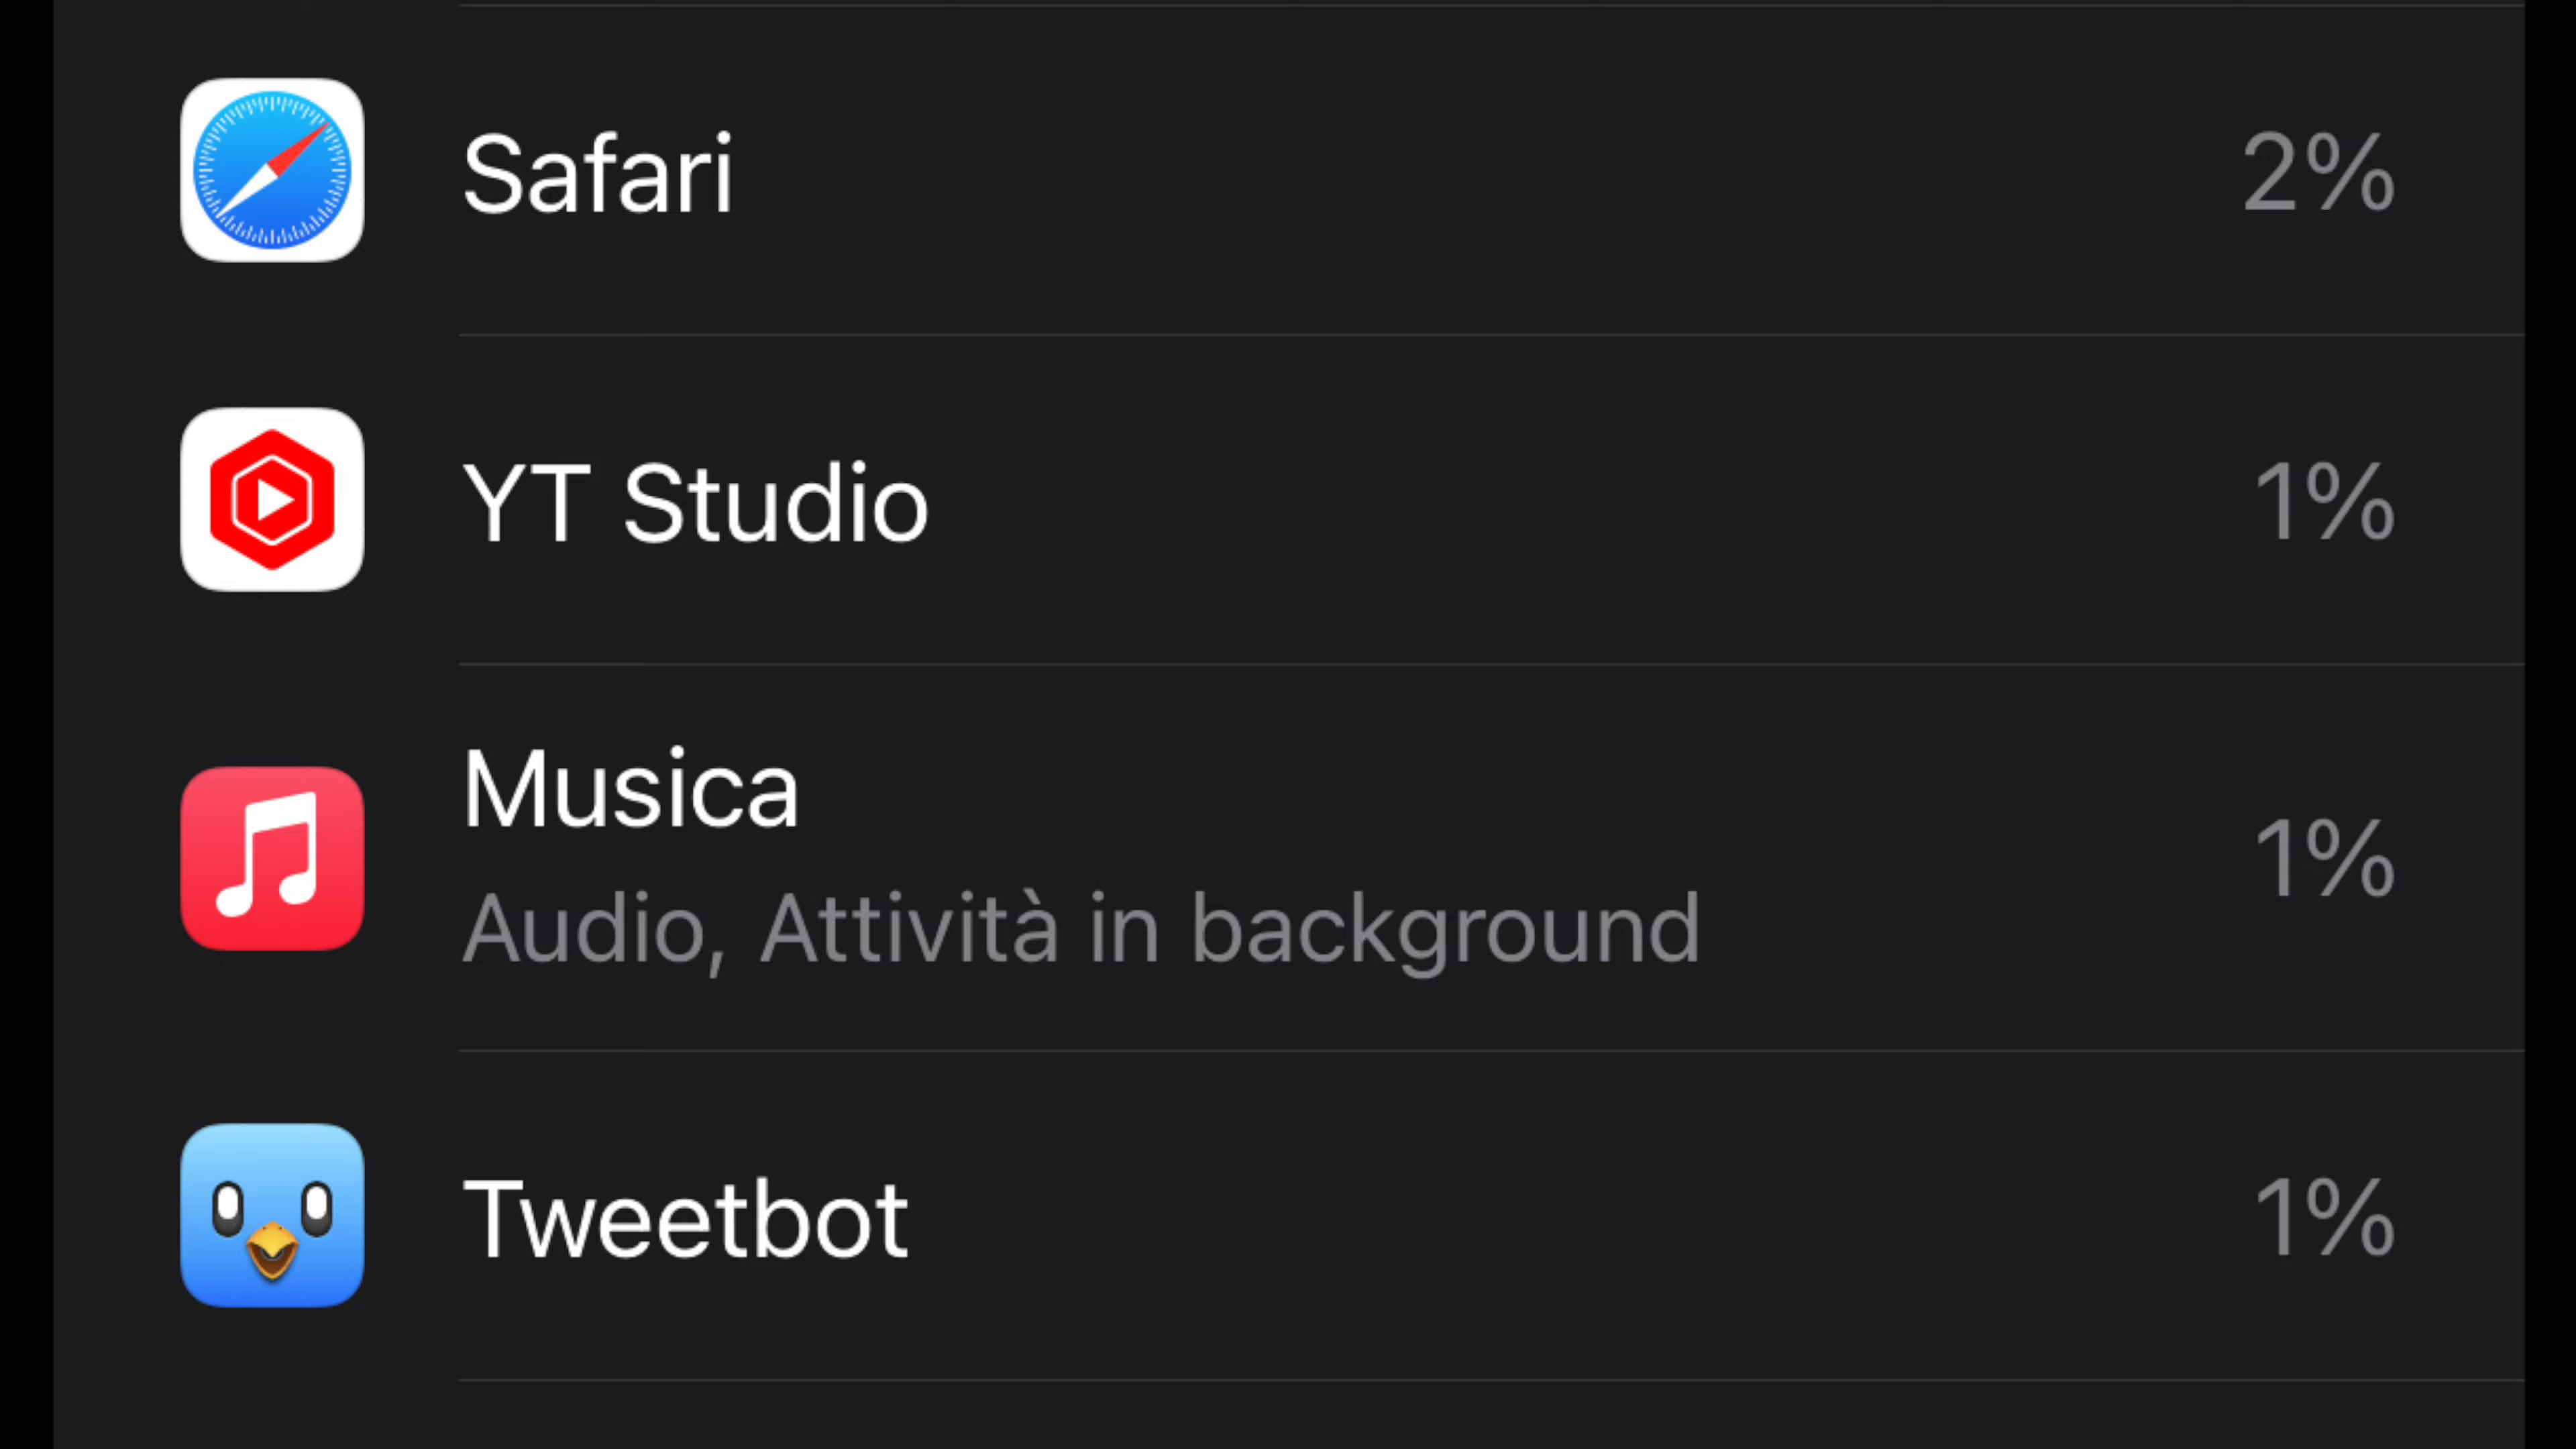 Safari
2%
YT Studio
1%
Musica
Audio, Attività in background
1%
Tweetbot
1%